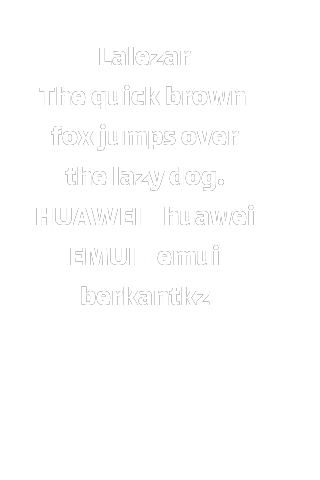 Lalezar
The quick brown
fox jumps over
the lazy dog.
HUAWEI huawei
EMUI emui
berkantkz